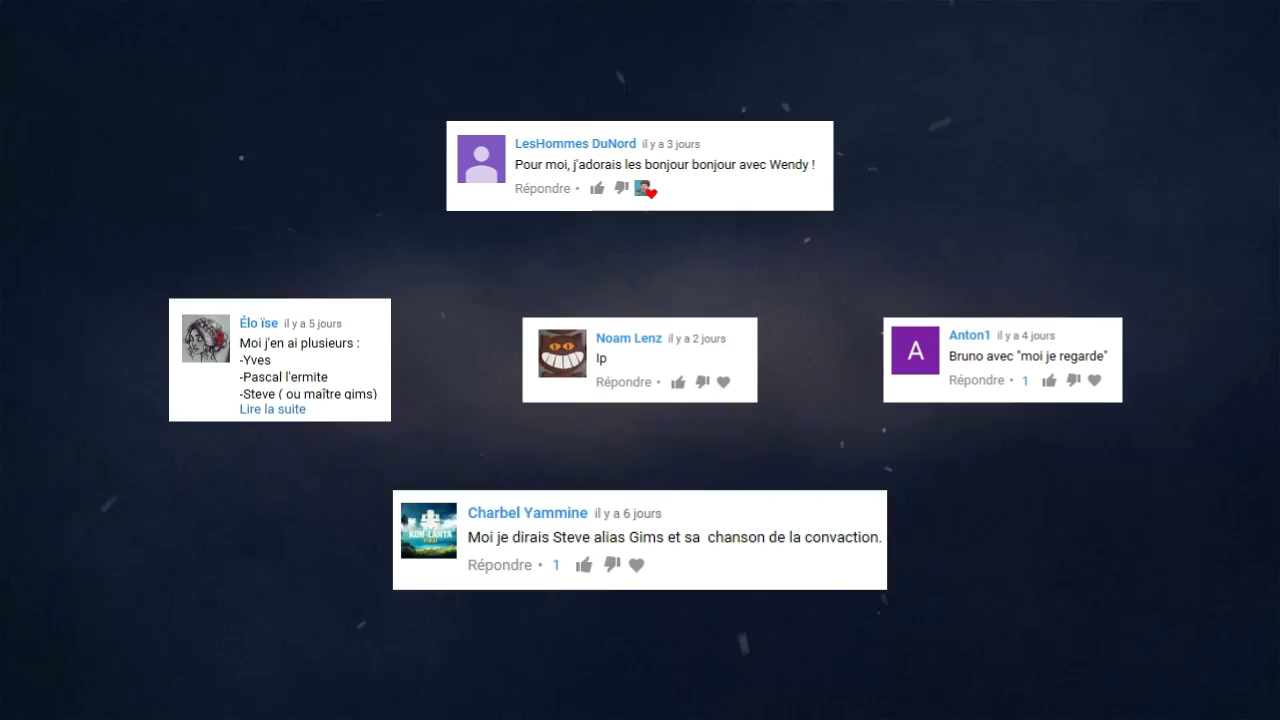 LesHommes DuNord il y a 3 jours
Pour moi, j'adorais les bonjour bonjour avec Wendy !
Répondre •
Élo ïse il y a 5 jours
Moi j'en ai plusieurs :
-Yves
-Pascal l'ermite
-Steve ( ou maître gims)
Lire la suite
Noam Lenz il y a 2 jours
Ip
Répondre •
A
Anton1 il y a 4 jours
Bruno avec "moi je regarde"
Répondre • 1
KOH-LANTA
Charbel Yammine il y a 6 jours
Moi je dirais Steve alias Gims et sa chanson de la convaction.
Répondre • 1